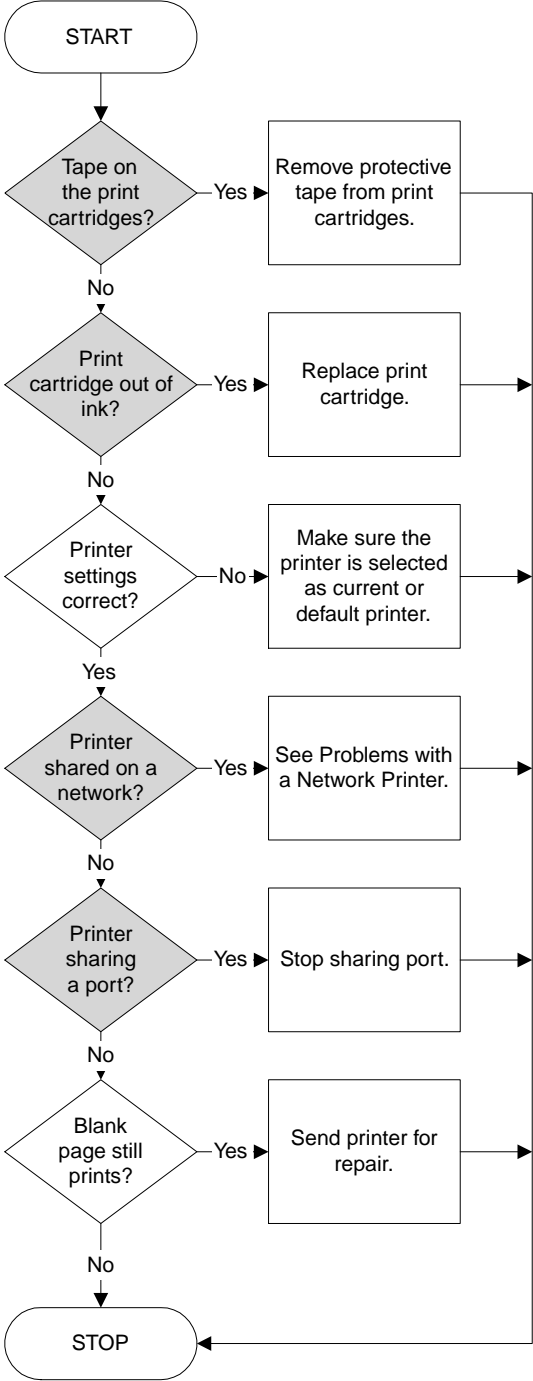 START
Tape on
the print
cartridges?
Yes
Remove protective
tape from print
cartridges.
No
Print
cartridge out of
ink?
Yes
Replace print
cartridge.
No
Printer
settings
correct?
No
Make sure the
printer is selected
as current or
default printer.
Yes
Printer
shared on a
network?
Yes
See Problems with
a Network Printer.
No
Printer
sharing
a port?
Yes
Stop sharing port.
No
Blank
page still
prints?
Yes
Send printer for
repair.
No
STOP